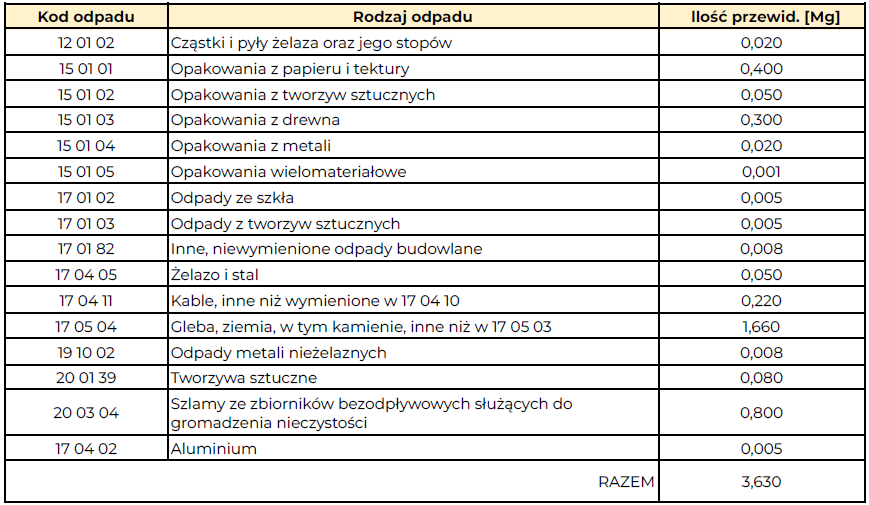 Kod odpadu Rodzaj odpadu Ilość przewid. [Mg]
12 01 02 Cząstki i pyły żelaza oraz jego stopów 0,020
15 01 01 Opakowania z papieru i tektury 0,400
15 01 02 Opakowania z tworzyw sztucznych 0,050
15 01 03 Opakowania z drewna 0,300
15 01 04 Opakowania z metali 0,020
15 01 05 Opakowania wielomateriałowe 0,001
17 01 02 Odpady ze szkła 0,005
17 01 03 Odpady z tworzyw sztucznych 0,005
17 01 82 Inne, niewymienione odpady budowlane 0,008
17 04 05 Żelazo i stal 0,050
17 04 11 Kable, inne niż wymienione w 17 04 10 0,220
17 05 04 Gleba, ziemia, w tym kamienie, inne niż w 17 05 03 1,660
19 10 02 Odpady metali nieżelaznych 0,008
20 01 39 Tworzywa sztuczne 0,080
20 03 04 Szlamy ze zbiorników bezodpływowych służących do
gromadzenia nieczystości 0,800
17 04 02 Aluminium 0,005
RAZEM 3,630